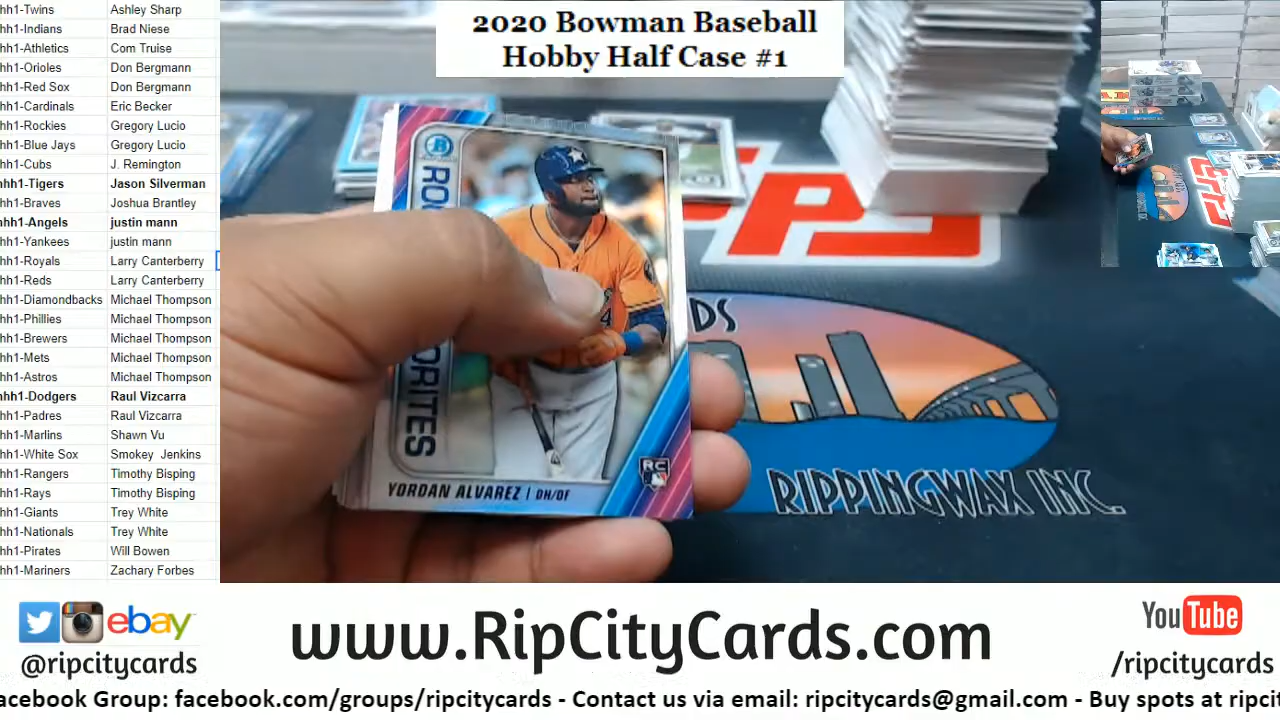 hh1-Twins Ashley Sharp
hh1-Indians Brad Niese
hh1-Athletics Com Truise
hh1-Orioles Don Bergmann
hh1-Red Sox Don Bergmann
hh1-Cardinals Eric Becker
hh1-Rockies Gregory Lucio
hh1-Blue Jays Gregory Lucio
hh1-Cubs J. Remington
hh1-Tigers Jason Silverman
hh1-Braves Joshua Brantley
hh1-Angels justin mann
hh1-Yankees justin mann
hh1-Royals Larry Canterberry
hh1-Reds Larry Canterberry
hh1-Diamondbacks Michael Thompson
hh1-Phillies Michael Thompson
hh1-Brewers Michael Thompson
hh1-Mets Michael Thompson
hh1-Astros Michael Thompson
hh1-Dodgers Raul Vizcarra
hh1-Padres Raul Vizcarra
hh1-Marlins Shawn Vu
hh1-White Sox Smokey Jenkins
hh1-Rangers Timothy Bisping
hh1-Rays Timothy Bisping
hh1-Giants Trey White
hh1-Nationals Trey White
hh1-Pirates Will Bowen
hh1-Mariners Zachary Forbes
2020 Bowman Baseball
Hobby Half Case #1
YORDAN ALVAREZ | DH/OF
RC
RIPPINGWAX INC.
ebay
@ripcitycards
www.RipCityCards.com
YouTube
/ripcitycards
acebook Group: facebook.com/groups/ripcitycards - Contact us via email: ripcitycards@gmail.com - Buy spots at ripci